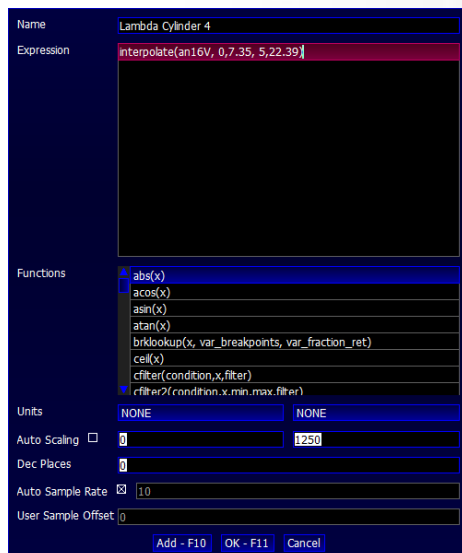 Name Lambda Cylinder 4
Expression interpolate(an16V, 0,7.35, 5,22.39)
Functions abs(x)
acos(x)
asin(x)
atan(x)
brklookup(x, var_breakpoints, var_fraction_ret)
ceil(x)
cfilter(condition,x,filter)
cfilter2(condition,x,min,max,filter)
Units NONE NONE
Auto Scaling 0 1250
Dec Places 0
Auto Sample Rate 10
User Sample Offset 0
Add - F10 OK - F11 Cancel